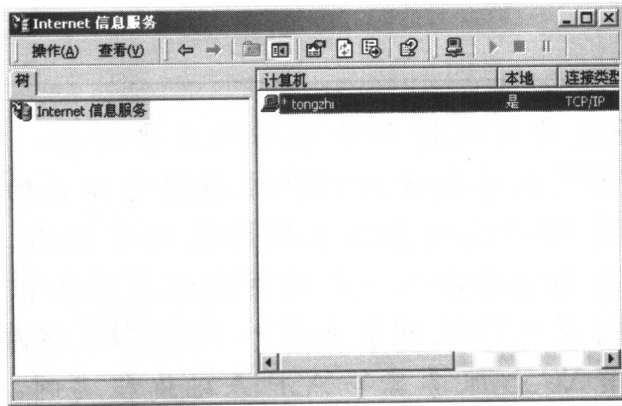 Internet 信息服务
操作(A) 查看(V)
树
计算机 本地 连接类型
Internet 信息服务
* tongzhi 是 TCP/IP